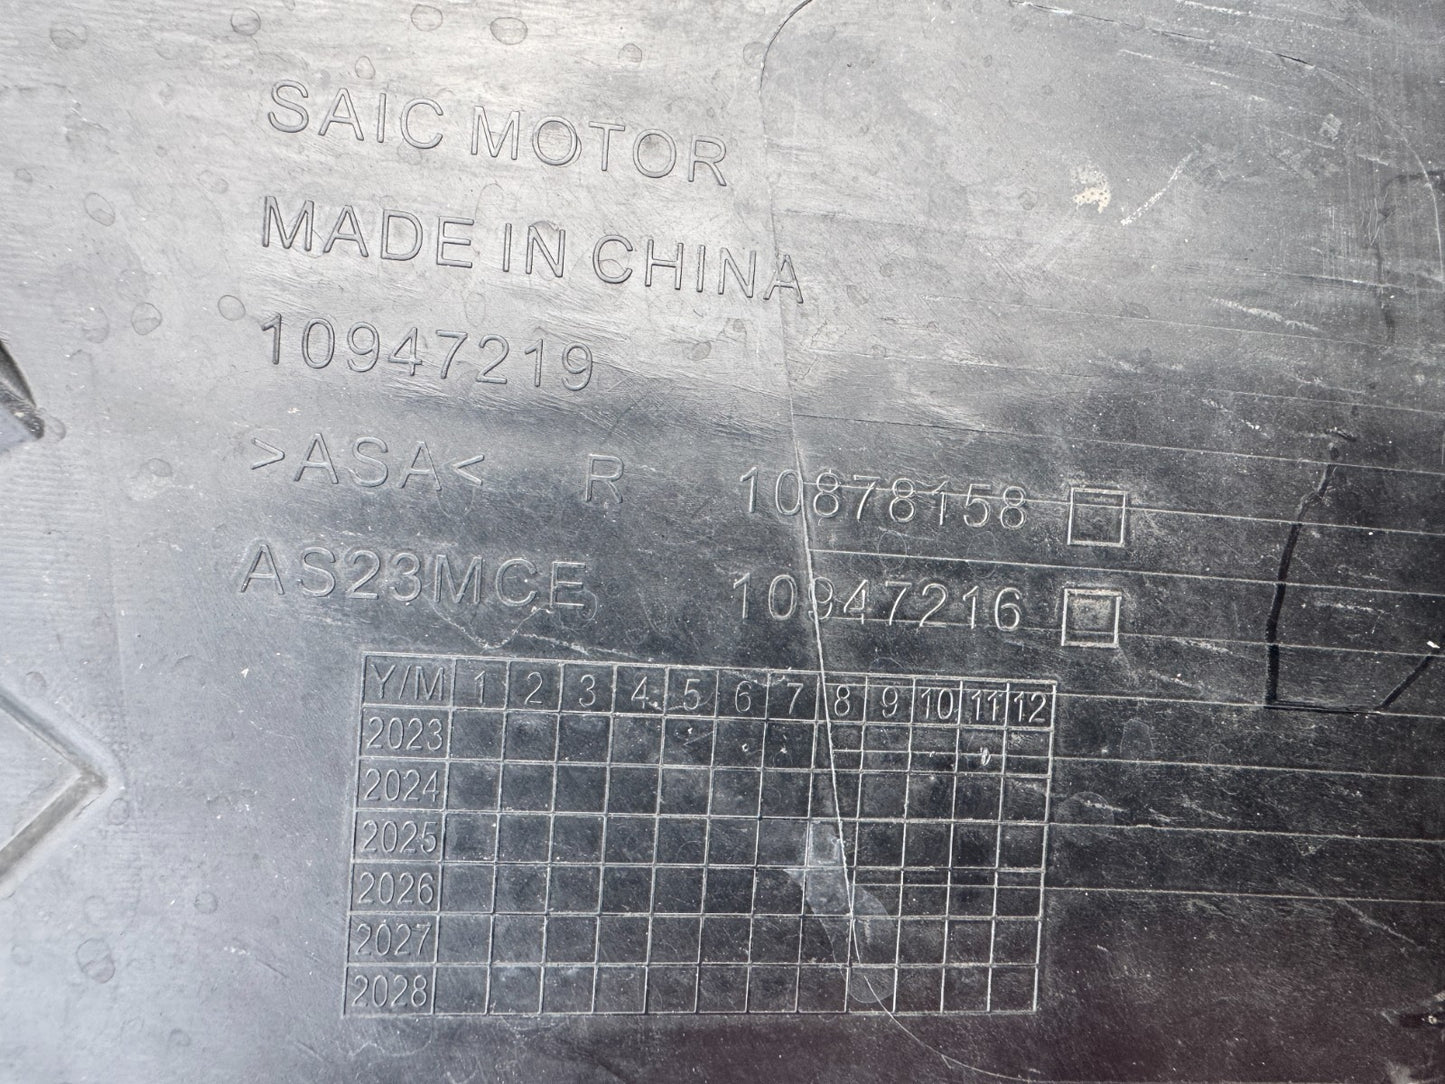 SAIC MOTOR
MADE IN CHINA
10947219
>ASA< R 10878158
AS23MCE 10947216
Y/M 1 2 3 4 5 6 7 8 9 10 11 12
2023
2024
2025
2026
2027
2028